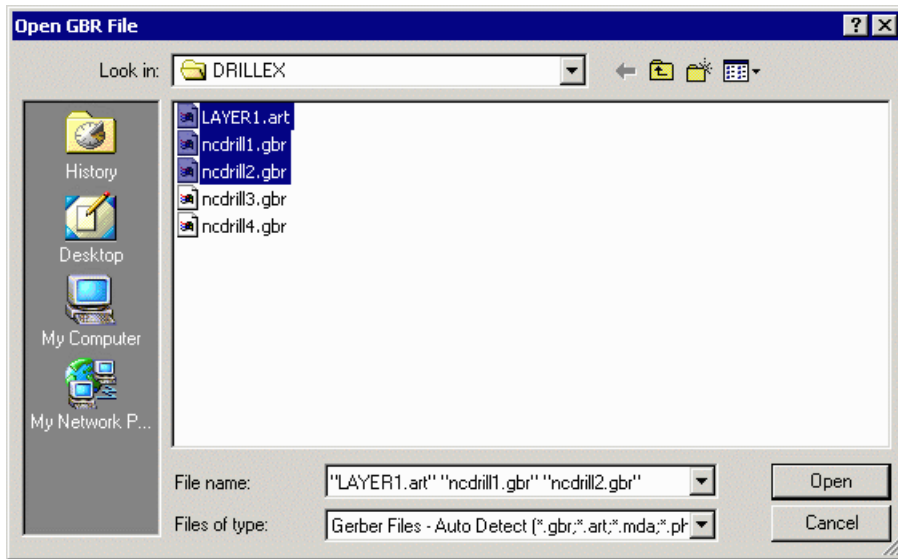 Open GBR File
Look in: DRILLEX
History
Desktop
My Computer
My Network P...
LAYER1.art
ncdrill1.gbr
ncdrill2.gbr
ncdrill3.gbr
ncdrill4.gbr
File name: "LAYER1.art" "ncdrill1.gbr" "ncdrill2.gbr" Open
Files of type: Gerber Files - Auto Detect (*.gbr;*.art;*.mda;*.ph Cancel